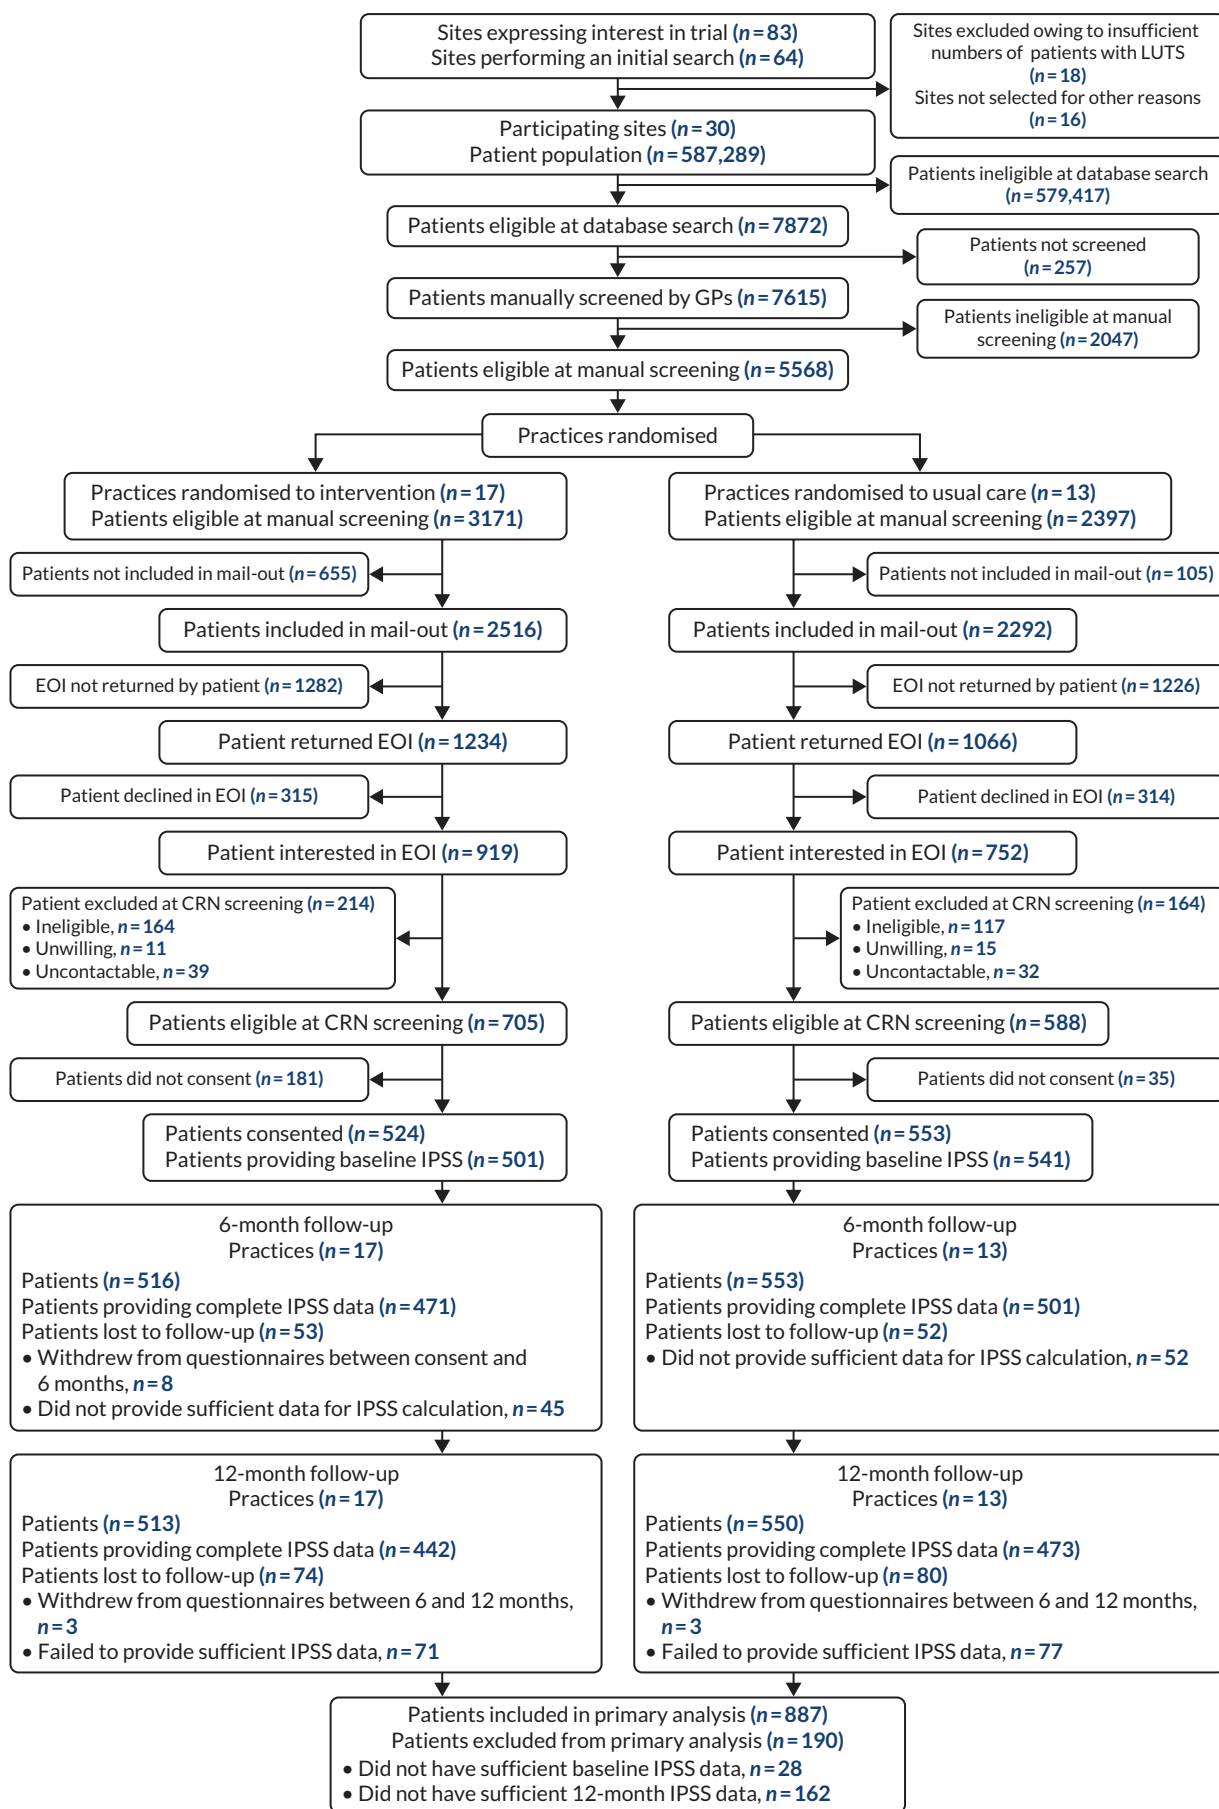 Sites expressing interest in trial (n=83)
Sites performing an initial search (n=64)
Sites excluded owing to insufficient
numbers of patients with LUTS
(n=18)
Sites not selected for other reasons
(n=16)
Participating sites (n=30)
Patient population (n=587,289)
Patients ineligible at database search
(n=579,417)
Patients eligible at database search (n=7872)
Patients not screened
(n=257)
Patients manually screened by GPs (n=7615)
Patients ineligible at manual
screening (n=2047)
Patients eligible at manual screening (n=5568)
Practices randomised
Practices randomised to intervention (n=17)
Patients eligible at manual screening (n=3171)
Patients not included in mail-out (n=655)
Patients included in mail-out (n=2516)
EOI not returned by patient (n=1282)
Patient returned EOI (n=1234)
Patient declined in EOI (n=315)
Patient interested in EOI (n=919)
Patient excluded at CRN screening (n=214)
• Ineligible, n=164
• Unwilling, n=11
• Uncontactable, n=39
Patients eligible at CRN screening (n=705)
Patients did not consent (n=181)
Patients consented (n=524)
Patients providing baseline IPSS (n=501)
6-month follow-up
Practices (n=17)
Patients (n=516)
Patients providing complete IPSS data (n=471)
Patients lost to follow-up (n=53)
• Withdrew from questionnaires between consent and
6 months, n=8
• Did not provide sufficient data for IPSS calculation, n=45
12-month follow-up
Practices (n=17)
Patients (n=513)
Patients providing complete IPSS data (n=442)
Patients lost to follow-up (n=74)
• Withdrew from questionnaires between 6 and 12 months,
n=3
• Failed to provide sufficient IPSS data, n=71
Practices randomised to usual care (n=13)
Patients eligible at manual screening (n=2397)
Patients not included in mail-out (n=105)
Patients included in mail-out (n=2292)
EOI not returned by patient (n=1226)
Patient returned EOI (n=1066)
Patient declined in EOI (n=314)
Patient interested in EOI (n=752)
Patient excluded at CRN screening (n=164)
• Ineligible, n=117
• Unwilling, n=15
• Uncontactable, n=32
Patients eligible at CRN screening (n=588)
Patients did not consent (n=35)
Patients consented (n=553)
Patients providing baseline IPSS (n=541)
6-month follow-up
Practices (n=13)
Patients (n=553)
Patients providing complete IPSS data (n=501)
Patients lost to follow-up (n=52)
• Did not provide sufficient data for IPSS calculation, n=52
12-month follow-up
Practices (n=13)
Patients (n=550)
Patients providing complete IPSS data (n=473)
Patients lost to follow-up (n=80)
• Withdrew from questionnaires between 6 and 12 months,
n=3
• Failed to provide sufficient IPSS data, n=77
Patients included in primary analysis (n=887)
Patients excluded from primary analysis (n=190)
• Did not have sufficient baseline IPSS data, n=28
• Did not have sufficient 12-month IPSS data, n=162